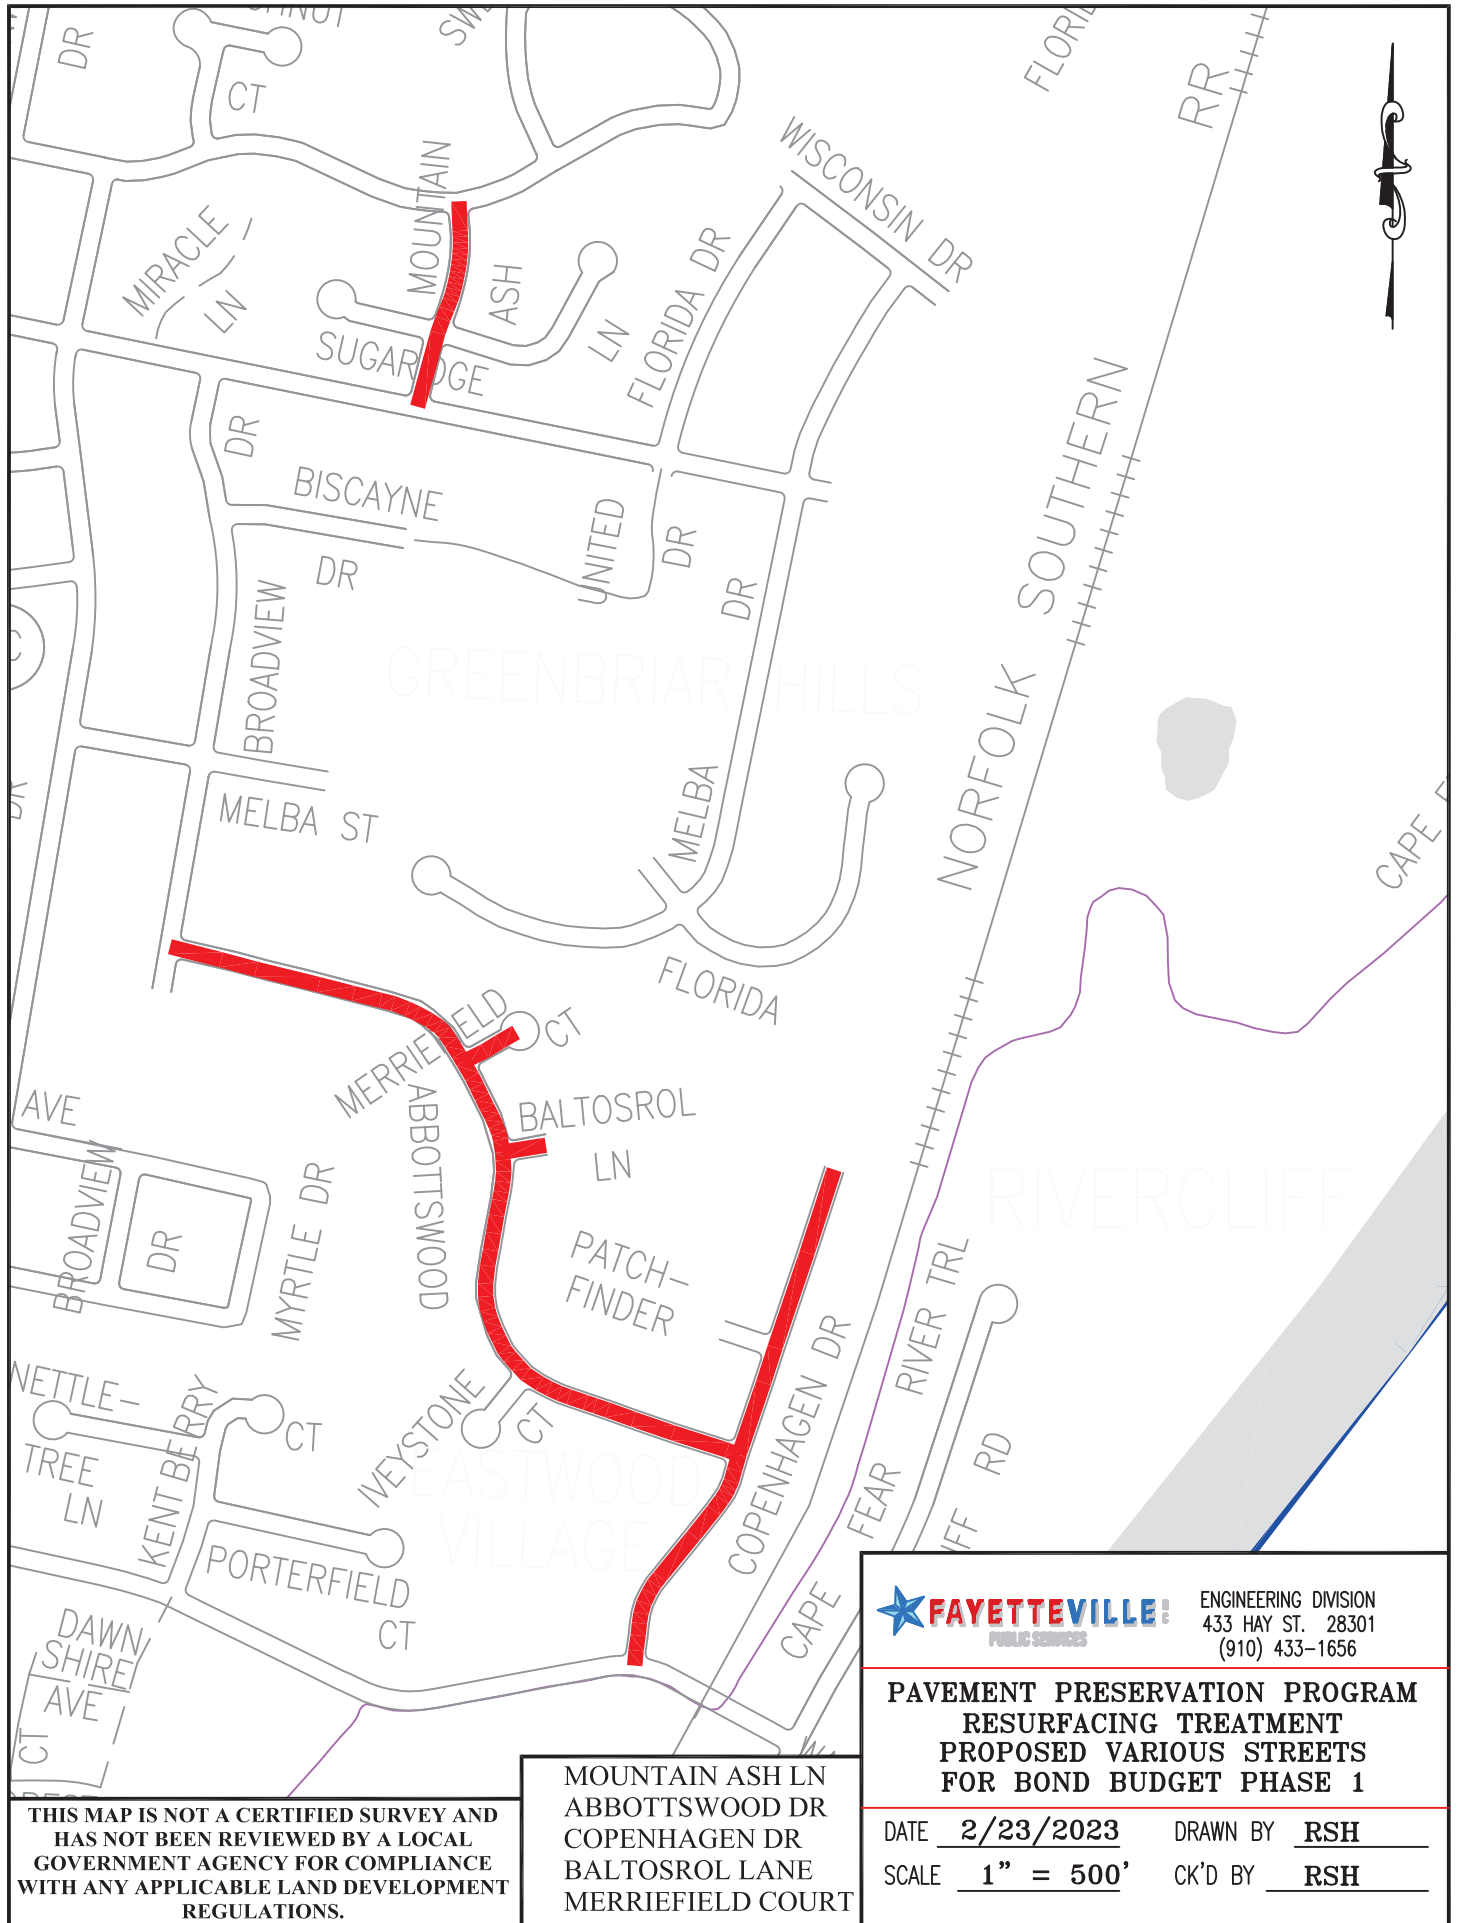 DR
CT
FLORID
RR
WISCONSIN DR
MOUNTAIN
ASH
LN
MIRACLE
LN
SUGAR
DGE
FLORIDA DR
DR
BISCAYNE
DR
UNITED
DR
DR
NORFOLK SOUTHERN
BROADVIEW
GREENBRIAR HILLS
C
DR
MELBA ST
MELBA
CAPE
FLORIDA
MERRIE
ELD
CT
ABBOTTSWOOD
BALTOSROL
LN
AVE
BROADVIEW
DR
MYRTLE DR
PATCH-
FINDER
RIVERCLIFF
COPENHAGEN DR
RIVER TRL
NETTLE-
TREE
LN
KENT BERRY
CT
IVEYSTONE
CT
EASTWOOD
VILLAGE
FEAR
CAPE
RD
IFF
PORTERFIELD
CT
DAWN
SHIRE
AVE
CT
FAYETTEVILLE
PUBLIC SERVICES
ENGINEERING DIVISION
433 HAY ST. 28301
(910) 433-1656
PAVEMENT PRESERVATION PROGRAM
RESURFACING TREATMENT
PROPOSED VARIOUS STREETS
FOR BOND BUDGET PHASE 1
DATE 2/23/2023 DRAWN BY RSH
SCALE 1" = 500' CK'D BY RSH
MOUNTAIN ASH LN
ABBOTTSWOOD DR
COPENHAGEN DR
BALTOSROL LANE
MERRIEFIELD COURT
THIS MAP IS NOT A CERTIFIED SURVEY AND
HAS NOT BEEN REVIEWED BY A LOCAL
GOVERNMENT AGENCY FOR COMPLIANCE
WITH ANY APPLICABLE LAND DEVELOPMENT
REGULATIONS.